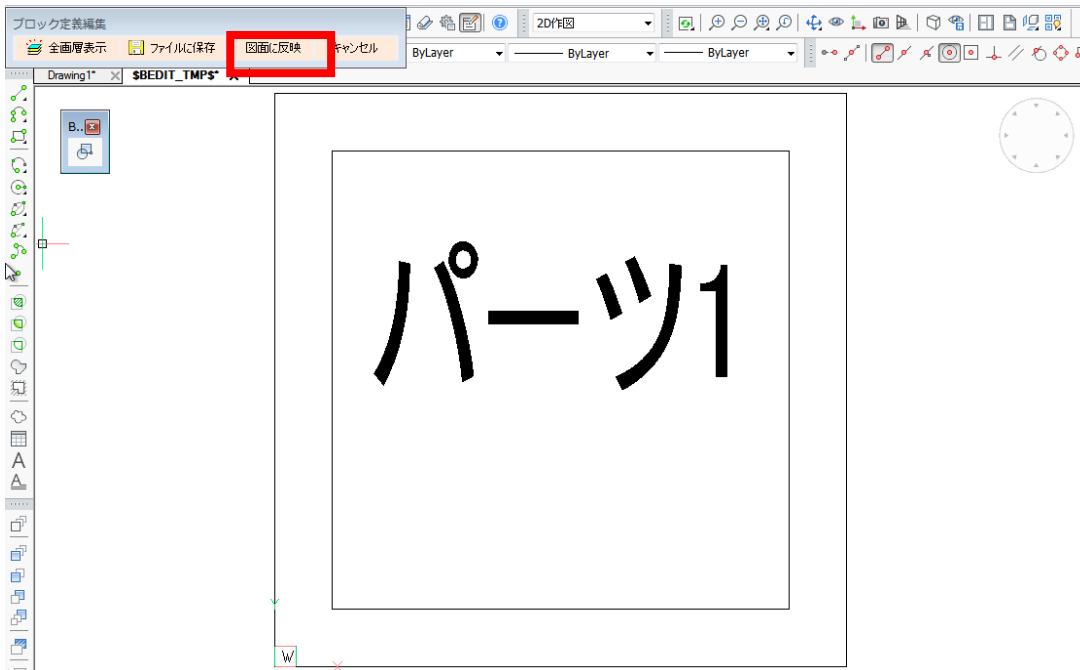 ブロック定義編集
全画層表示 ファイルに保存 図面に反映 キャンセル
2D作図
ByLayer ByLayer ByLayer
Drawing1* $BEDIT_TMP$*
B..
パーツ1
W